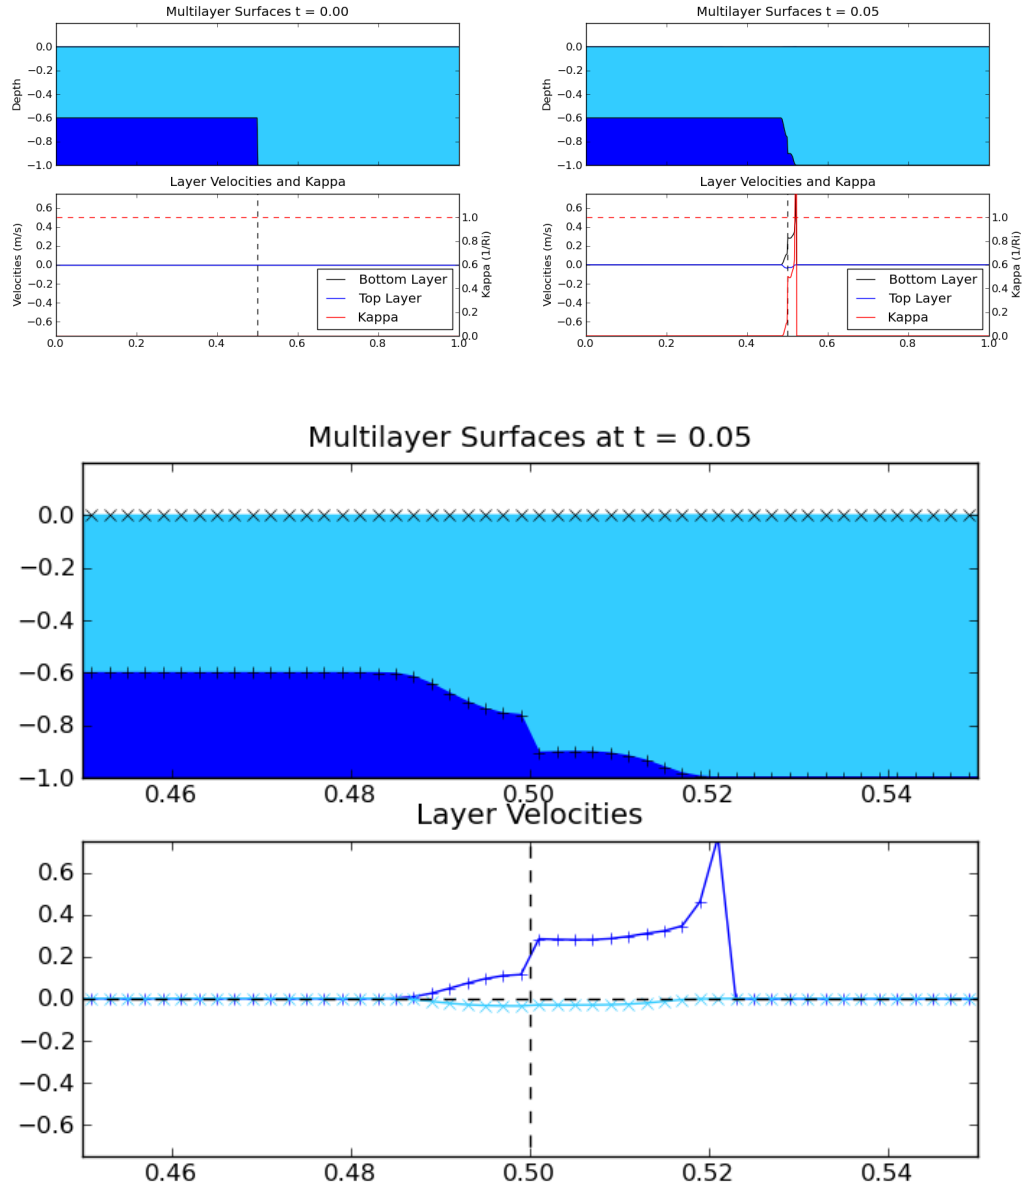 Multilayer Surfaces t = 0.00
0.0
−0.2
−0.4
−0.6
−0.8
−1.0
Depth
Layer Velocities and Kappa
0.6
0.4
0.2
0.0
−0.2
−0.4
−0.6
Velocities (m/s)
1.0
0.8
0.6
0.4
0.2
0.0
Kappa (1/Ri)
Bottom Layer
Top Layer
Kappa
0.0 0.2 0.4 0.6 0.8 1.0
Multilayer Surfaces t = 0.05
0.0
−0.2
−0.4
−0.6
−0.8
−1.0
Depth
Layer Velocities and Kappa
0.6
0.4
0.2
0.0
−0.2
−0.4
−0.6
Velocities (m/s)
1.0
0.8
0.6
0.4
0.2
0.0
Kappa (1/Ri)
Bottom Layer
Top Layer
Kappa
0.0 0.2 0.4 0.6 0.8 1.0
Multilayer Surfaces at t = 0.05
0.0
−0.2
−0.4
−0.6
−0.8
−1.0
0.46 0.48 0.50 0.52 0.54
Layer Velocities
0.6
0.4
0.2
0.0
−0.2
−0.4
−0.6
0.46 0.48 0.50 0.52 0.54